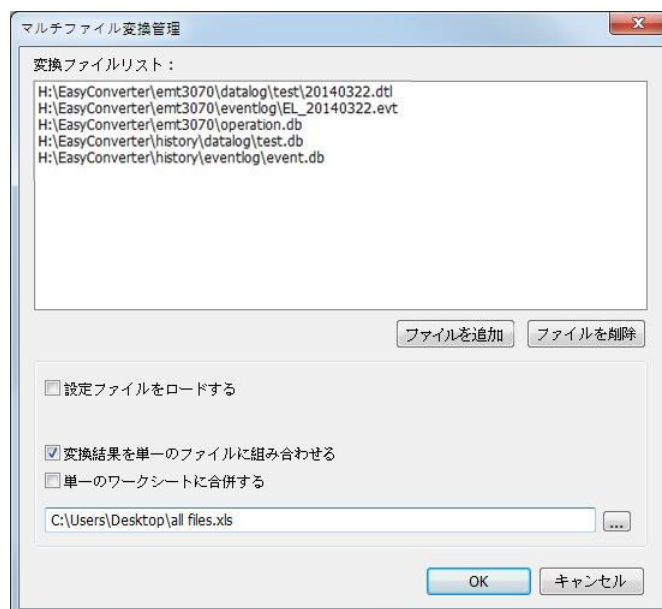 マルチファイル変換管理
変換ファイルリスト：
H:\EasyConverter\emt3070\datalog\test\20140322.dtl
H:\EasyConverter\emt3070\eventlog\EL_20140322.evt
H:\EasyConverter\emt3070\operation.db
H:\EasyConverter\history\datalog\test.db
H:\EasyConverter\history\eventlog\event.db
ファイルを追加 ファイルを削除
設定ファイルをロードする
変換結果を単一のファイルに組み合わせる
単一のワークシートに合併する
C:\Users\Desktop\all files.xls ...
OK キャンセル